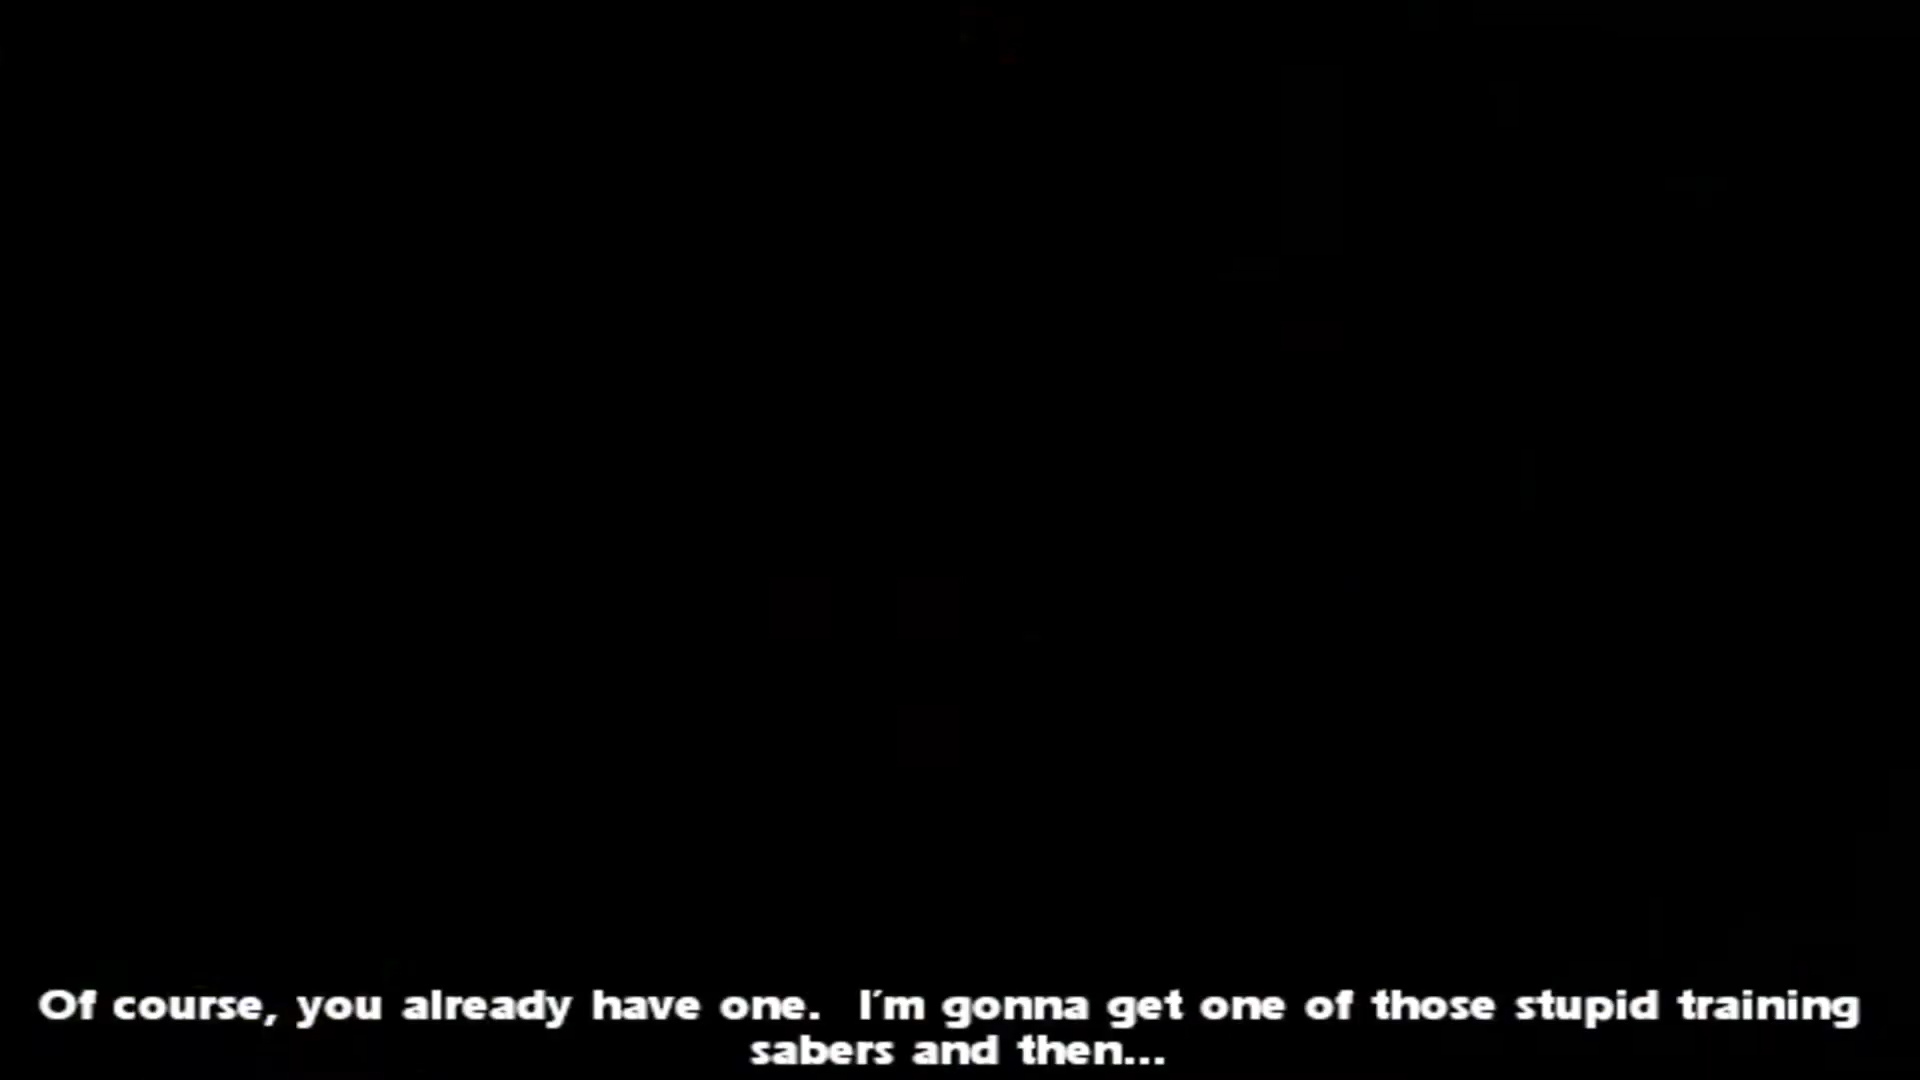 Of course, you already have one.  I'm gonna get one of those stupid training
sabers and then...